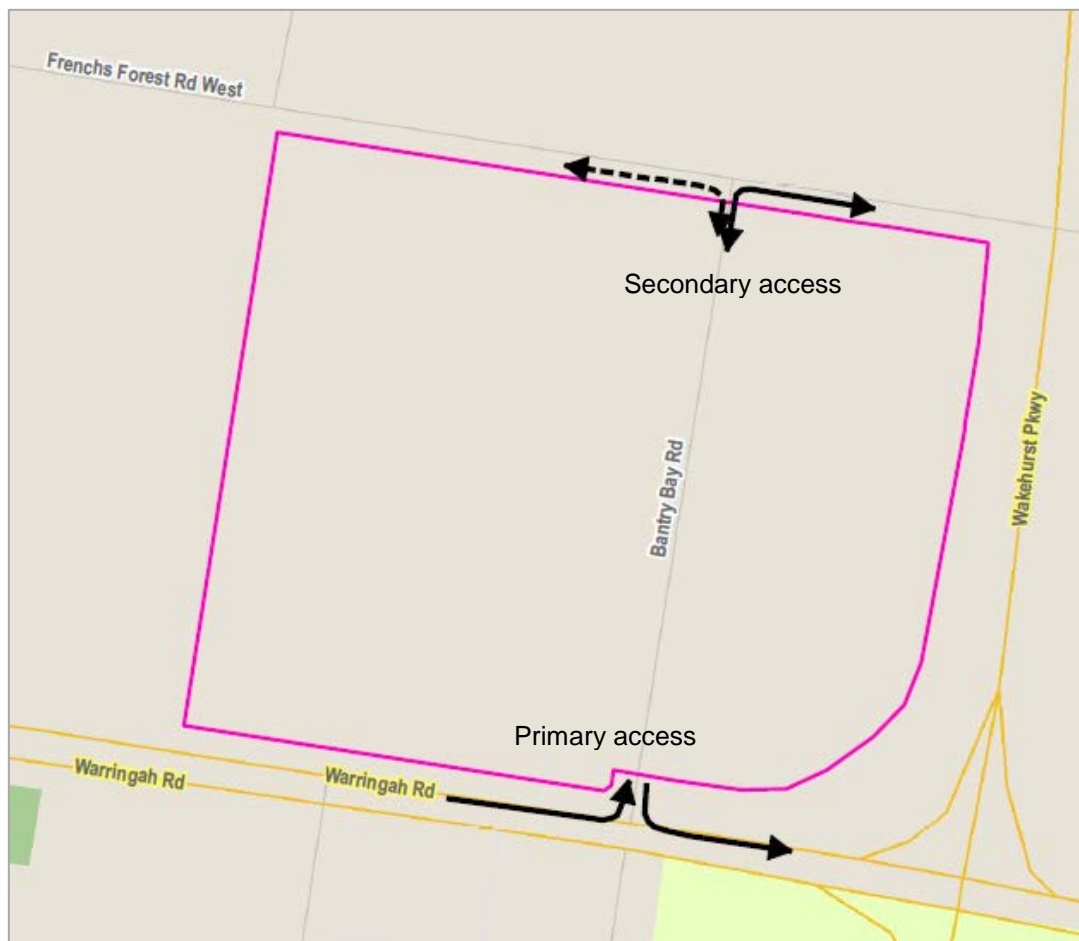 Frenchs Forest Rd West
Secondary access
Bantry Bay Rd
Wakehurst Pkwy
Primary access
Warringah Rd
Warringah Rd